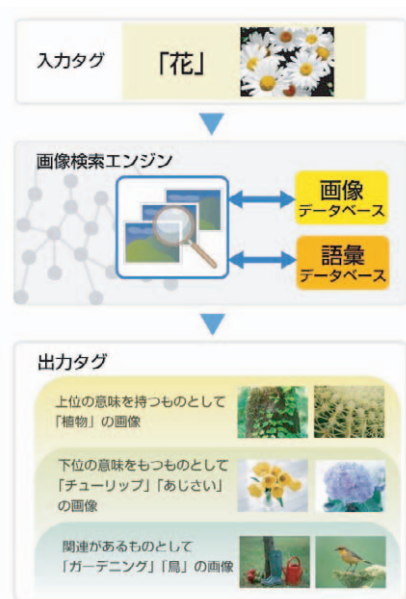 入力タグ
「花」
画像検索エンジン
画像
データベース
語彙
データベース
出力タグ
上位の意味を持つものとして
「植物」の画像
下位の意味をもつものとして
「チューリップ」「あじさい」
の画像
関連があるものとして
「ガーデニング」「鳥」の画像